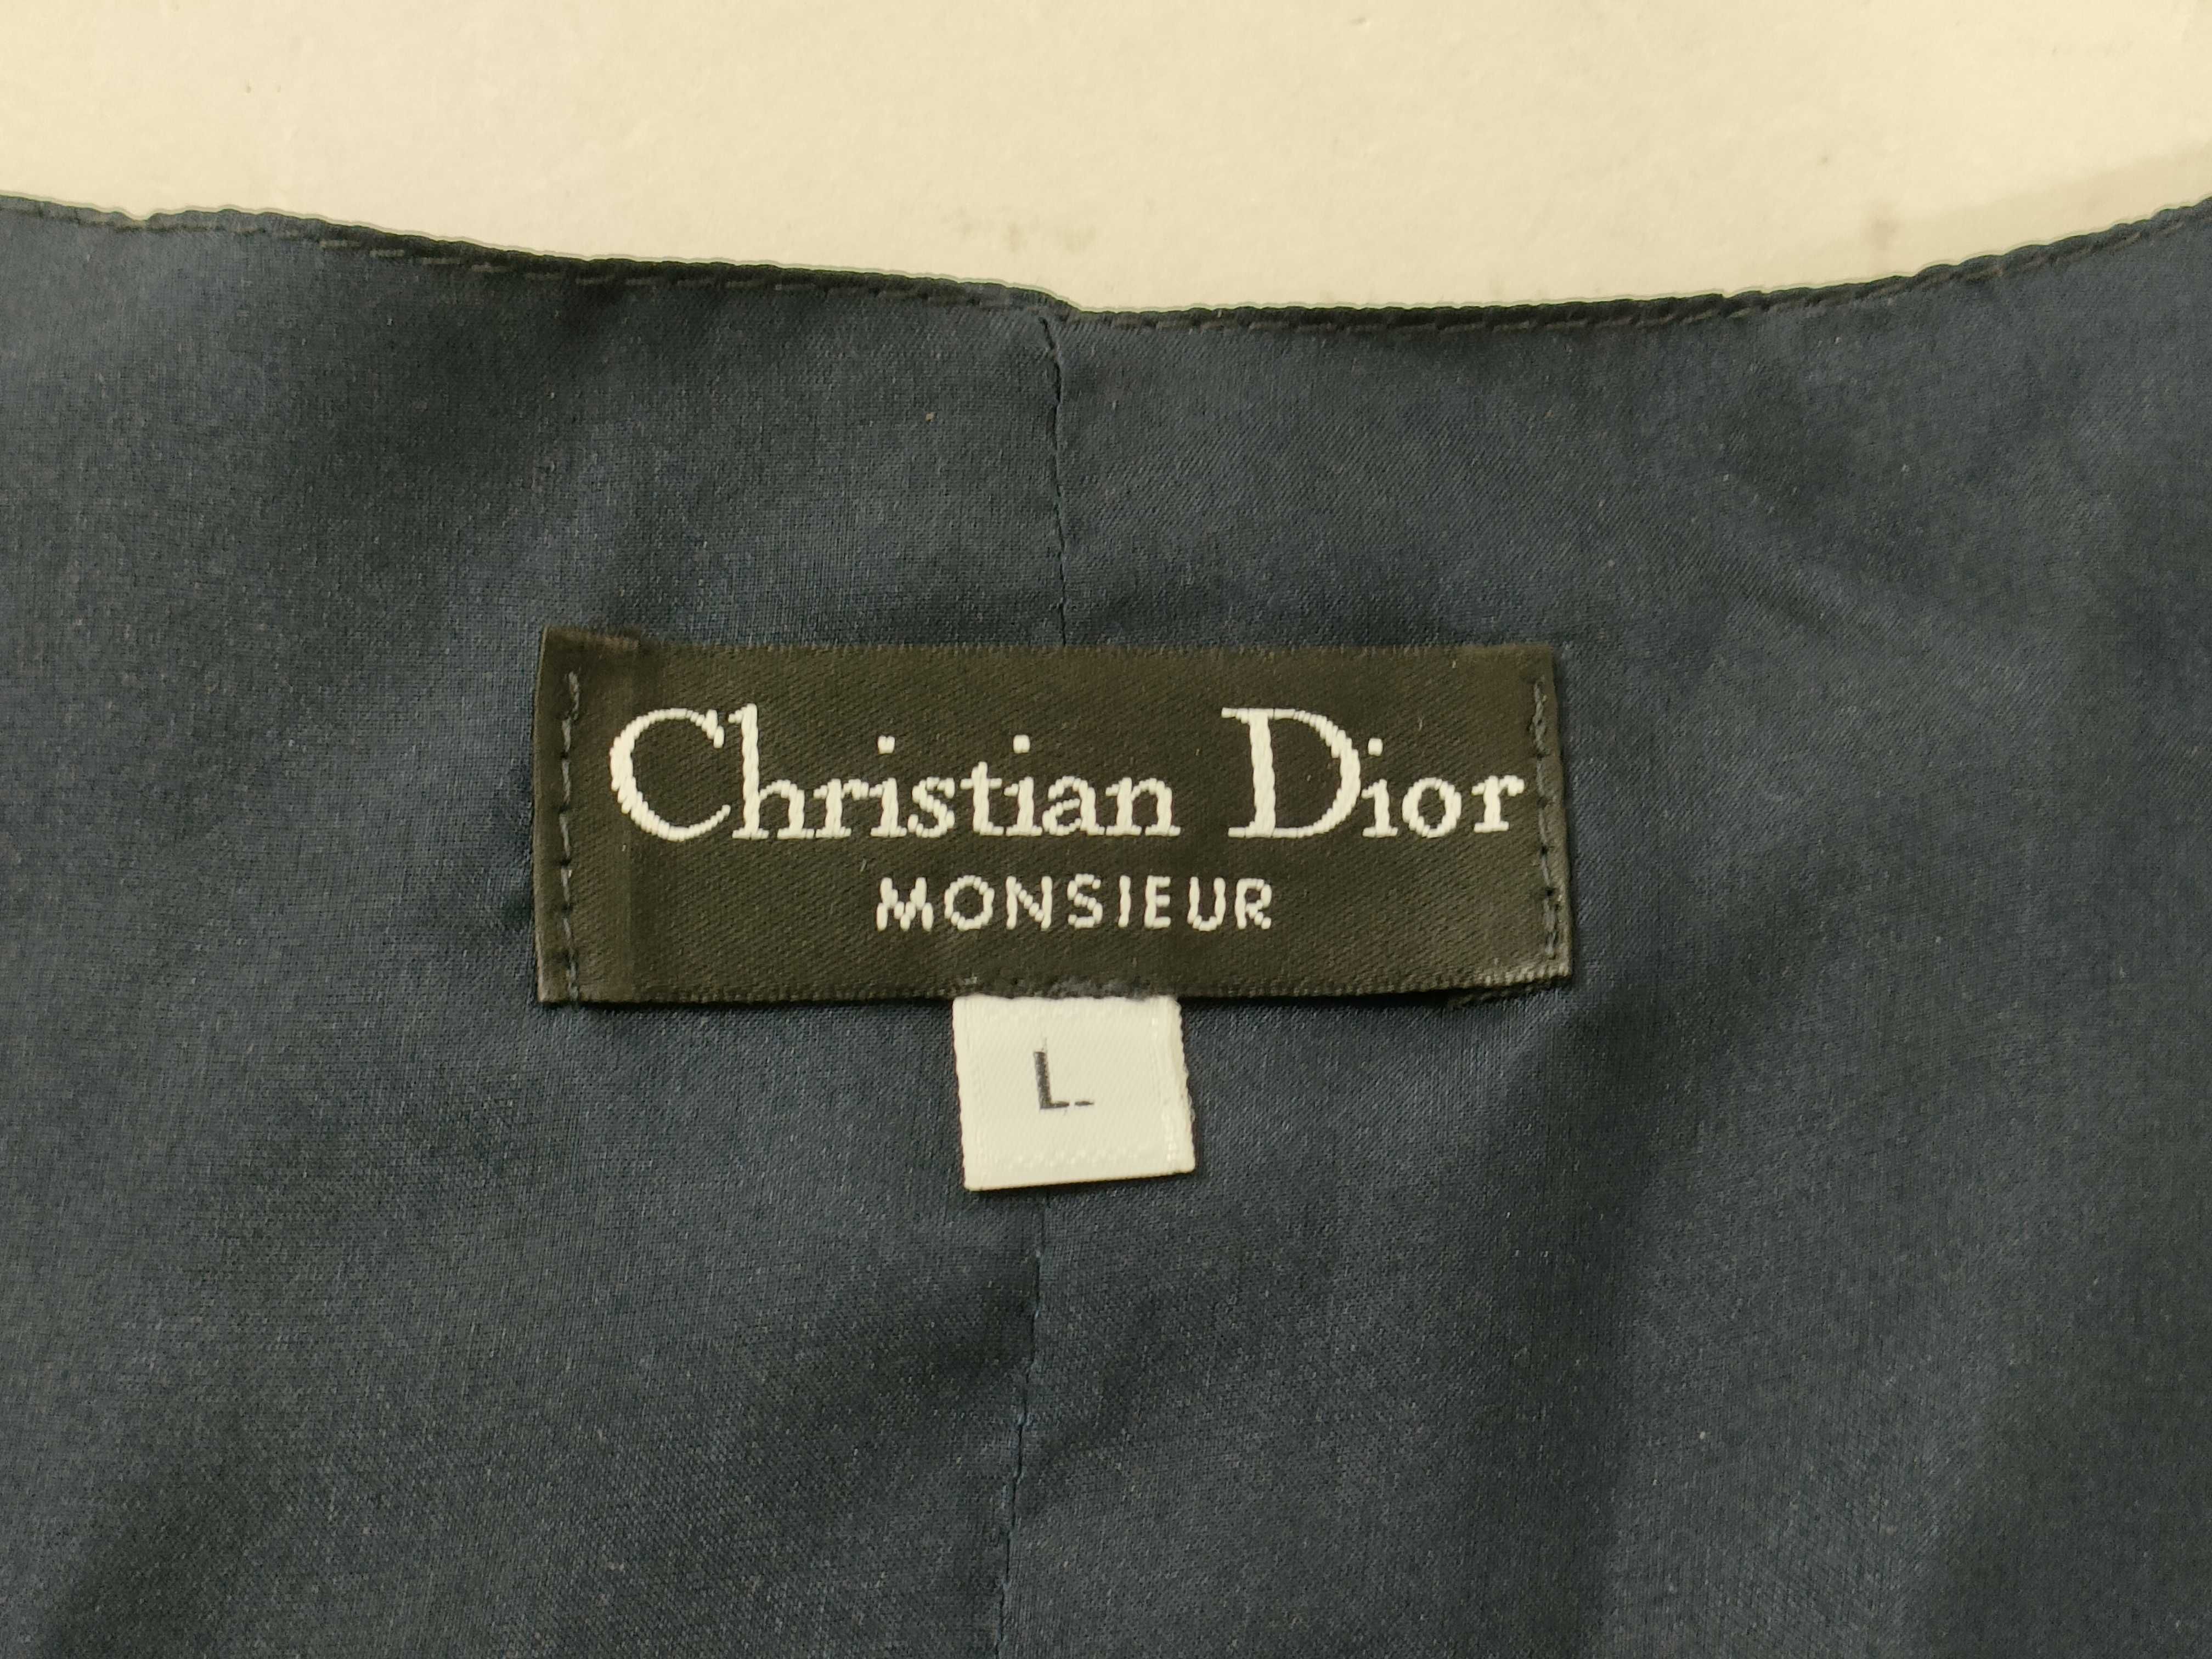 Christian Dior
MONSIEUR
L